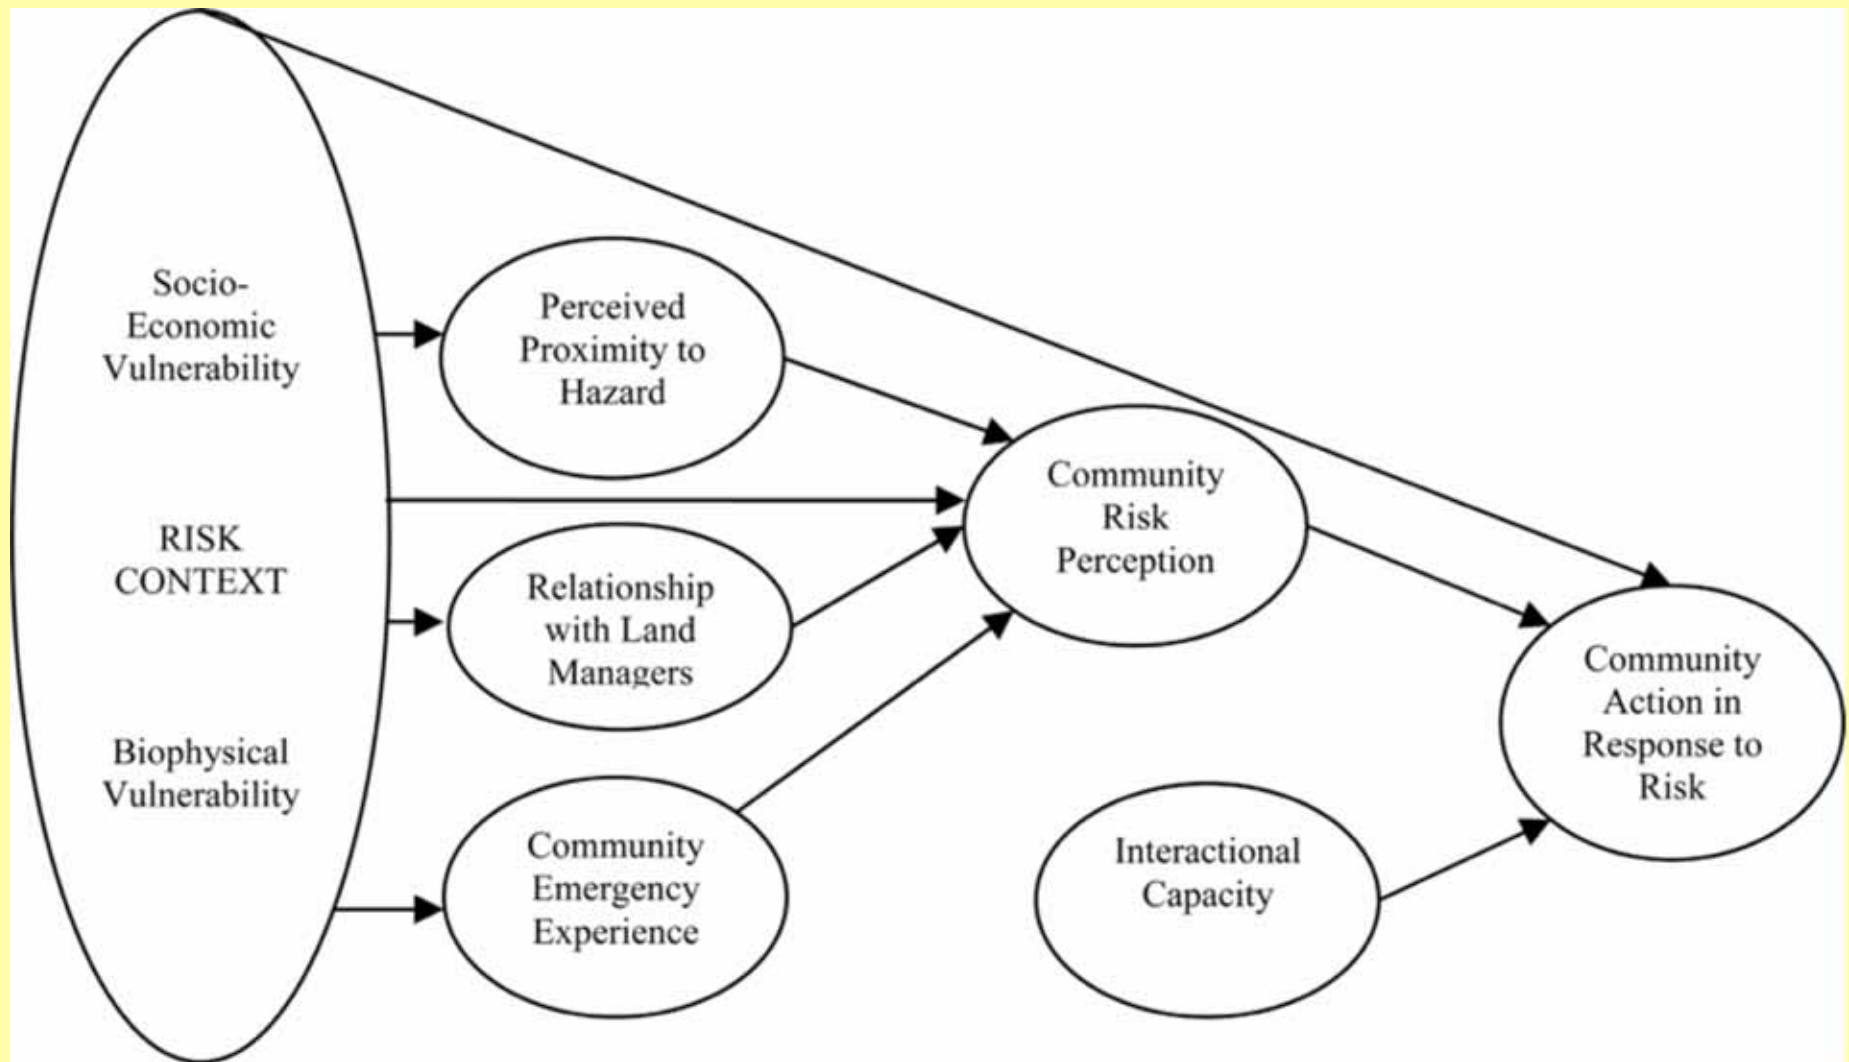 Socio-
Economic
Vulnerability
RISK
CONTEXT
Biophysical
Vulnerability
Perceived
Proximity to
Hazard
Relationship
with Land
Managers
Community
Emergency
Experience
Community
Risk
Perception
Interactional
Capacity
Community
Action in
Response to
Risk